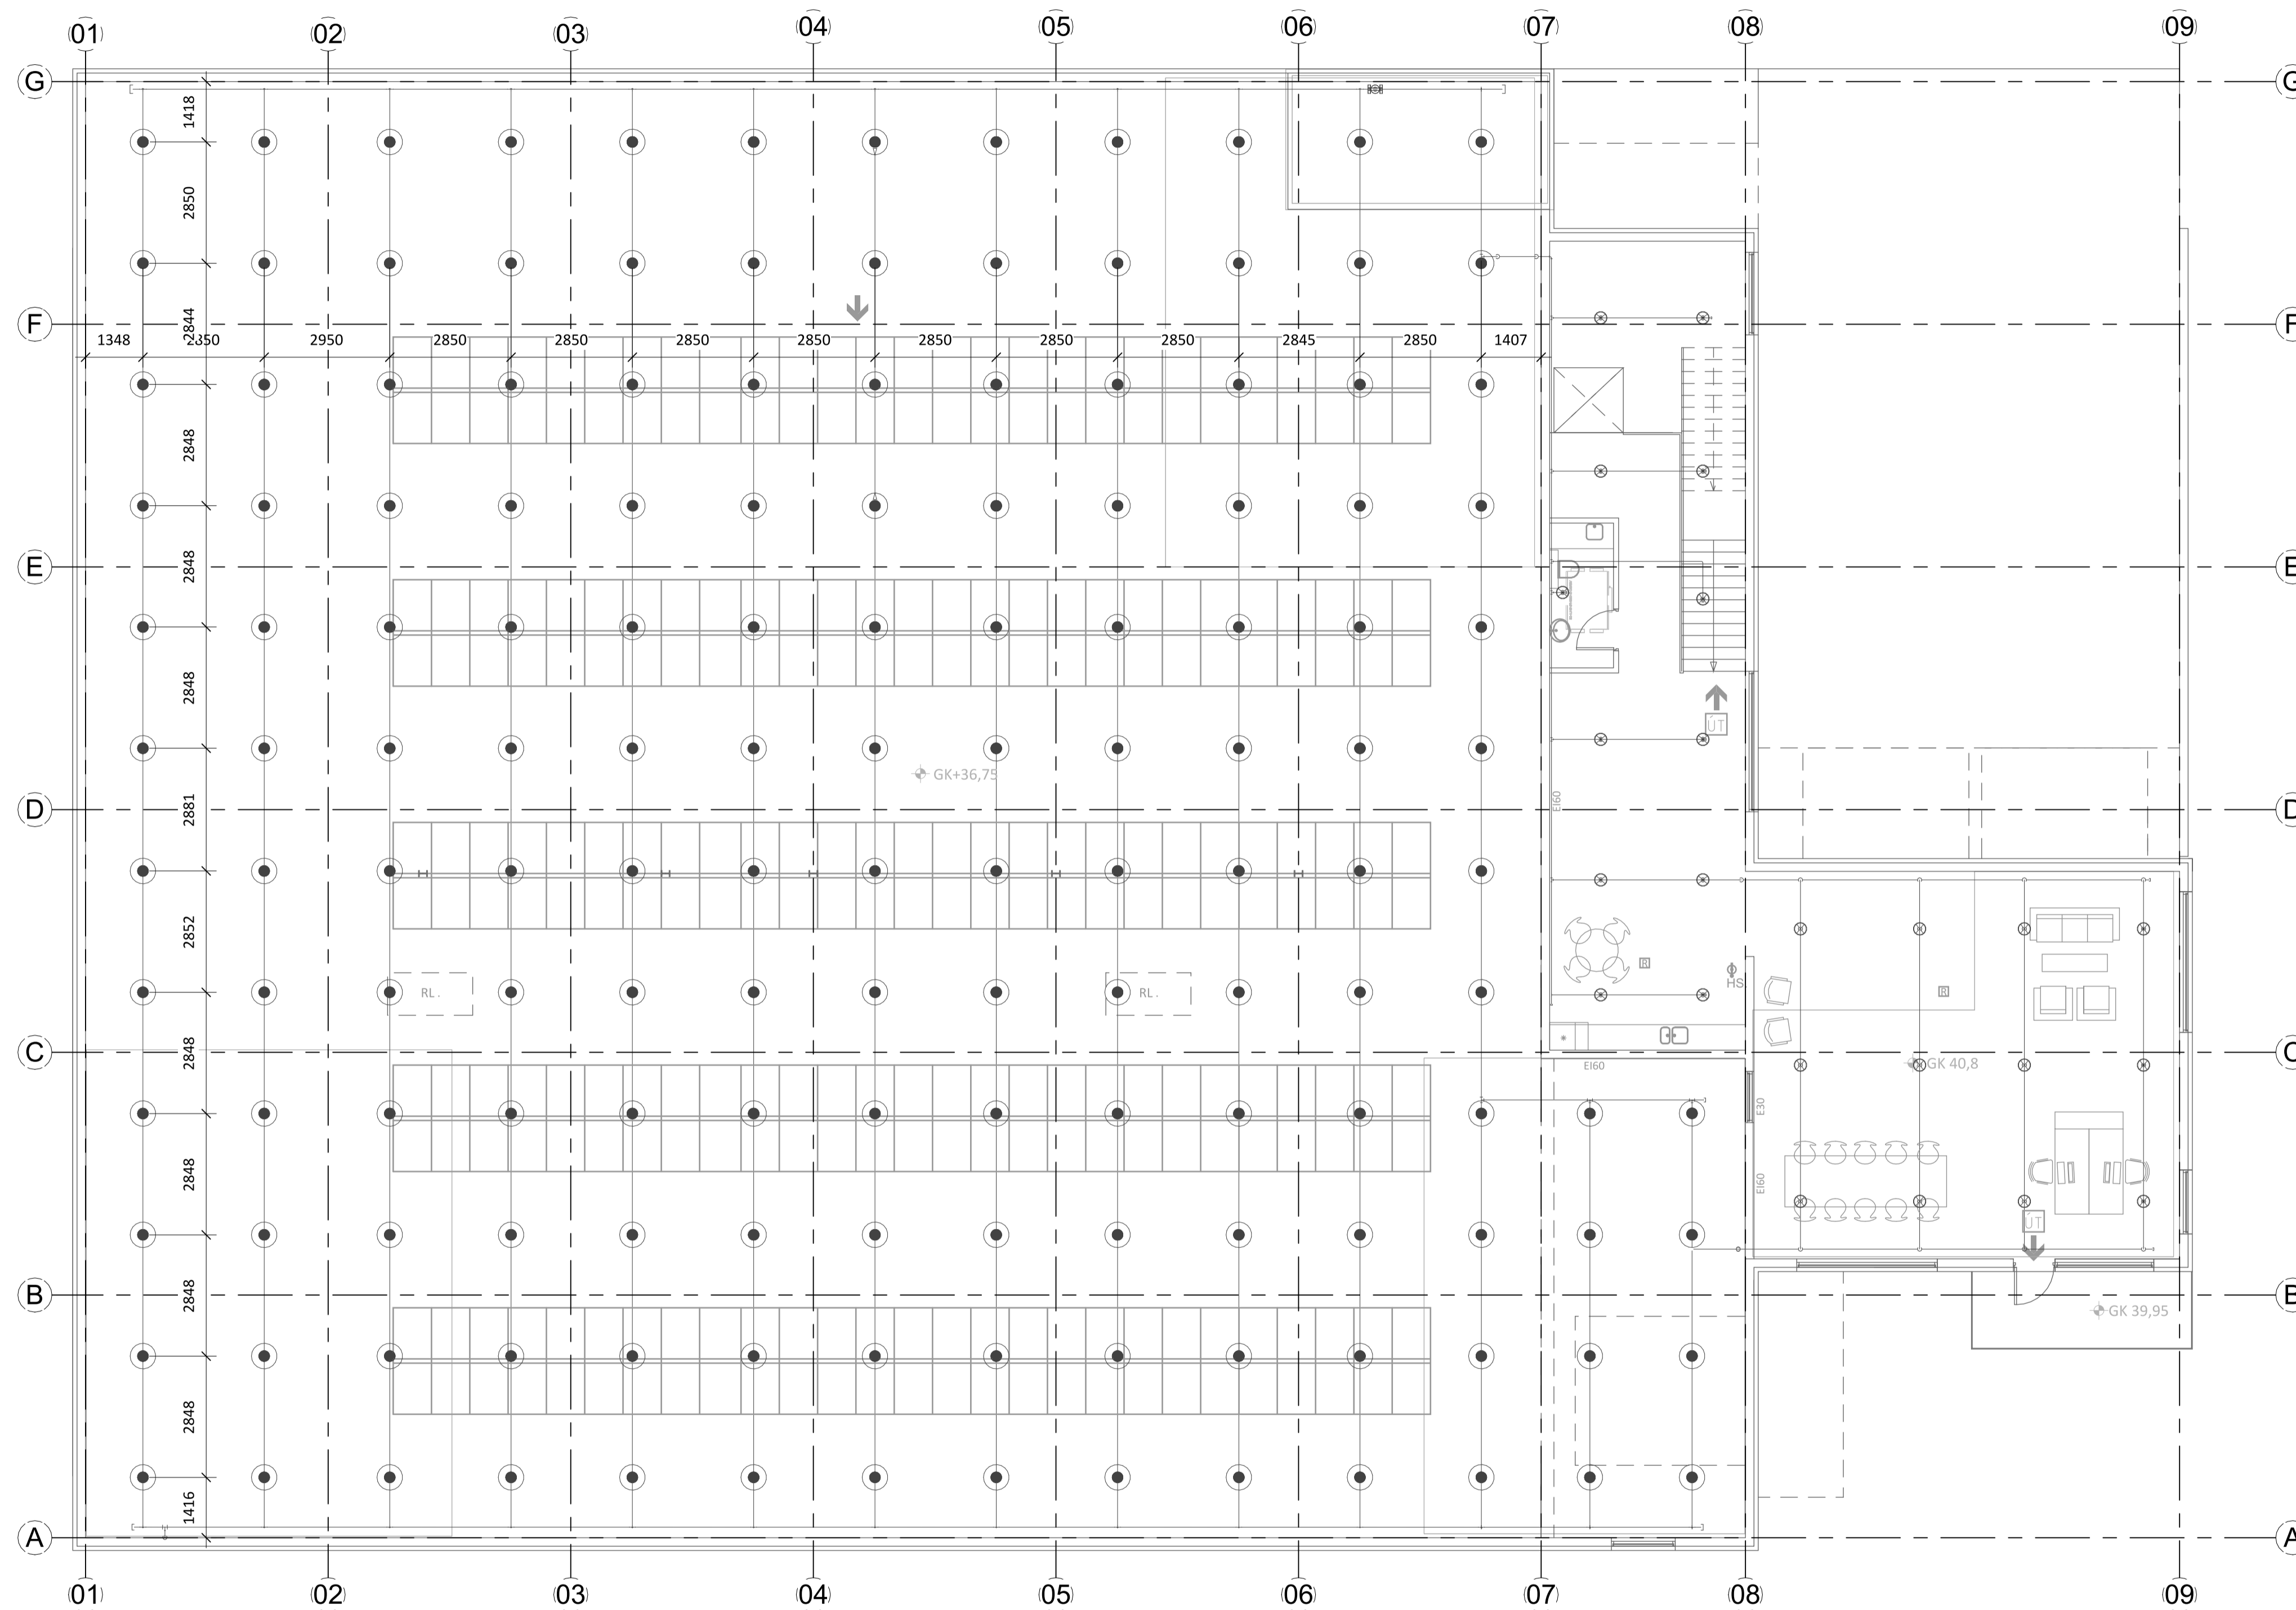 (01)
(02)
(03)
(04)
(05)
(06)
(07)
(08)
(09)
G
G
1418
2850
2844
F
F
1348
2850
2950
2850
2850
2850
2850
2850
2850
2850
2845
2850
1407
2848
2848
E
E
2848
ÚT
GK+36,75
EI60
2881
D
D
2852
RL.
RL.
R
HS
R
2848
C
C
EI60
GK 40,8
E30
2848
EI60
ÚT
2848
B
B
GK 39,95
2848
1416
A
A
(01)
(02)
(03)
(04)
(05)
(06)
(07)
(08)
(09)